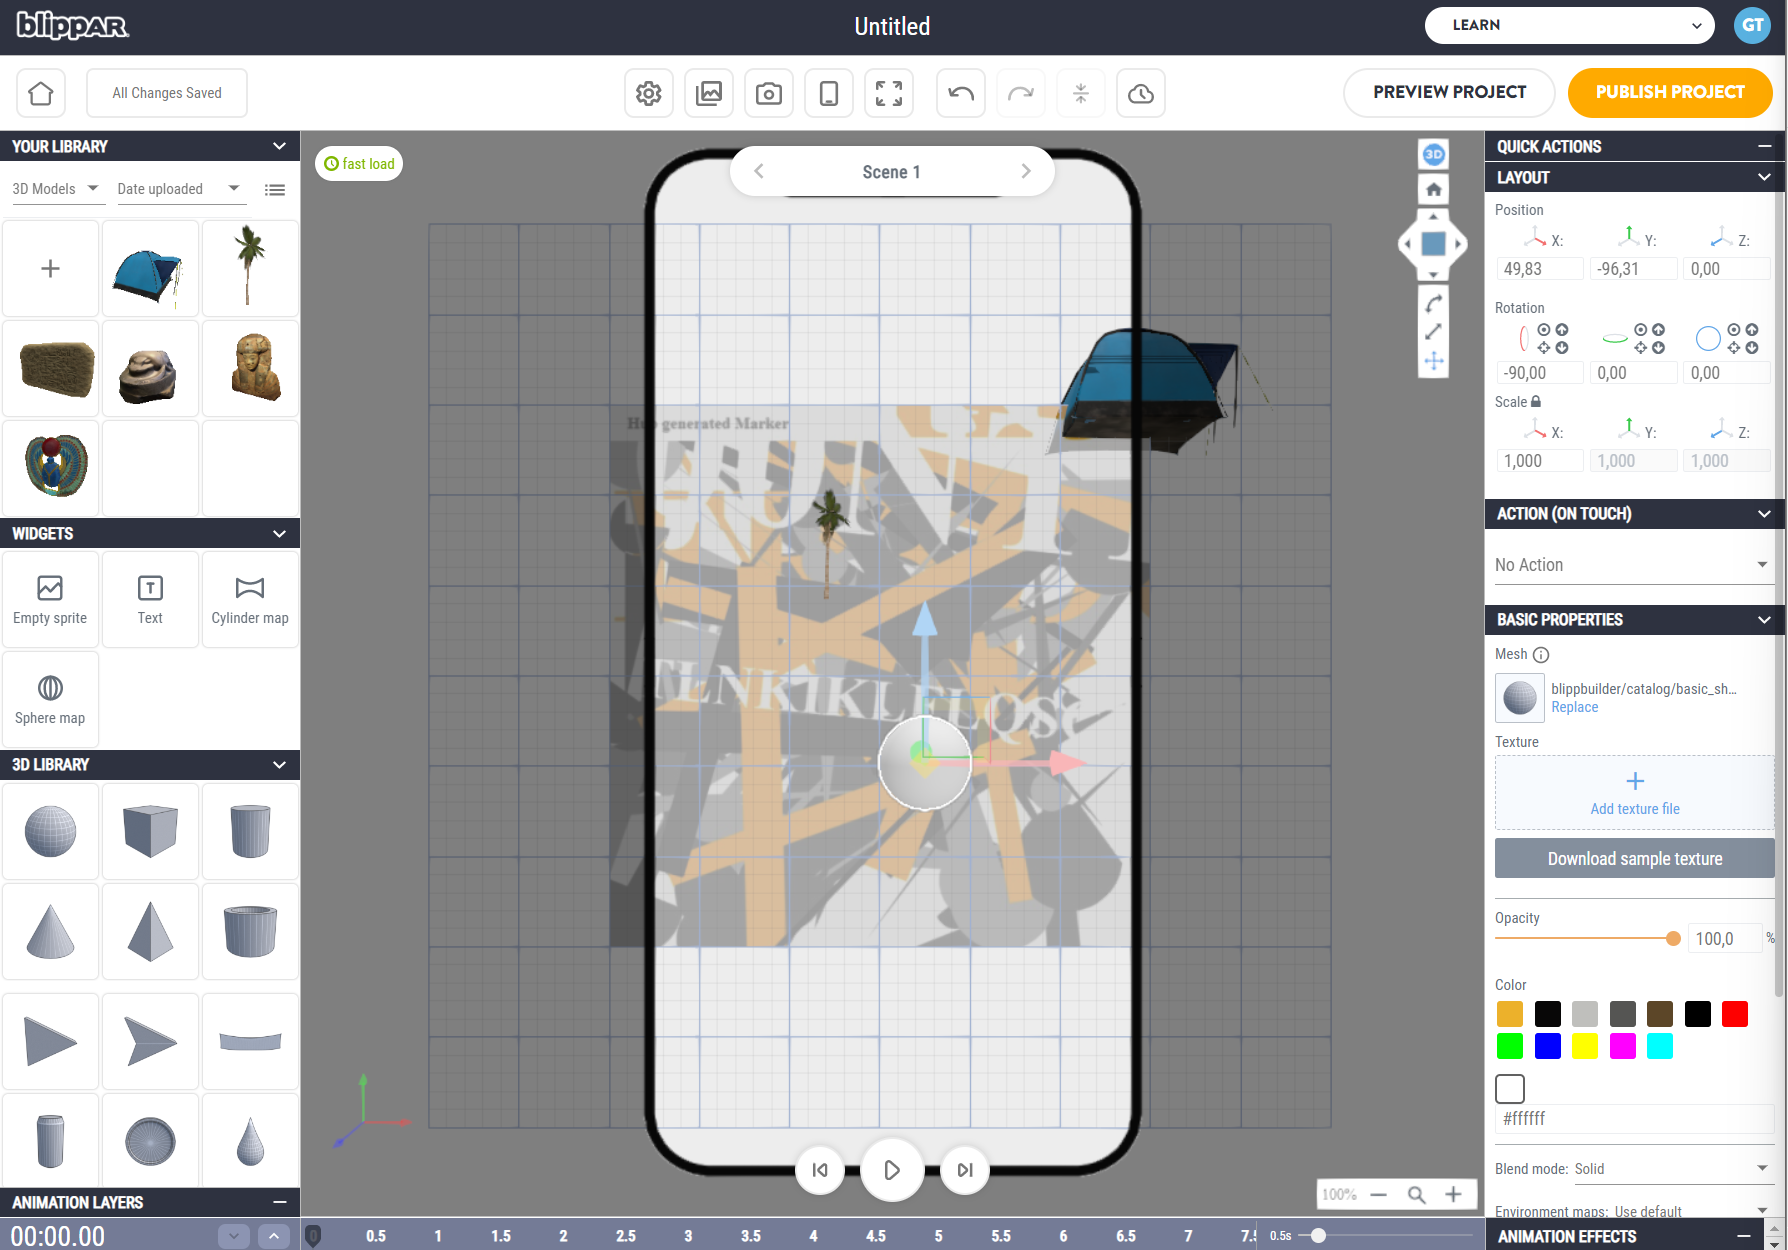 blippAR
Untitled
LEARN
GT
All Changes Saved
PREVIEW PROJECT
PUBLISH PROJECT
YOUR LIBRARY
3D Models
Date uploaded
WIDGETS
Empty sprite
Text
Cylinder map
Sphere map
3D LIBRARY
ANIMATION LAYERS
00:00.00
fast load
Scene 1
3D
generated Marker
100%
0
0.5
1
1.5
2
2.5
3
3.5
4
4.5
5
5.5
6
6.5
7
0.5s
QUICK ACTIONS
LAYOUT
Position
X:
Y:
Z:
49,83
-96,31
0,00
Rotation
-90,00
0,00
0,00
Scale
X:
Y:
Z:
1,000
1,000
1,000
ACTION (ON TOUCH)
No Action
BASIC PROPERTIES
Mesh
blippbuilder/catalog/basic_sh...
Replace
Texture
Add texture file
Download sample texture
Opacity
100,0
%
Color
#ffffff
Blend mode: Solid
Environment maps: Use default
ANIMATION EFFECTS